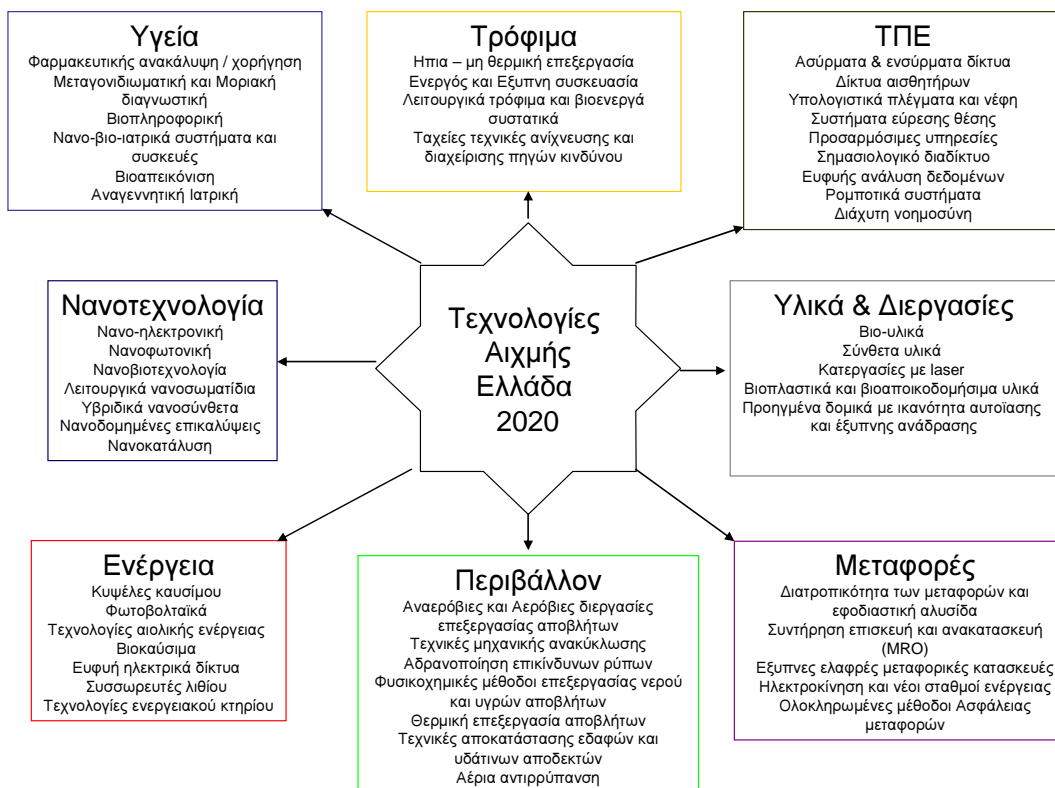 Υγεία
Φαρμακευτικής ανακάλυψη / χορήγηση
Μεταγονιδιωματική και Μοριακή
διαγνωστική
Βιοπληροφορική
Νανο-βιο-ιατρικά συστήματα και
συσκευές
Βιοαπεικόνιση
Αναγεννητική Ιατρική
Τρόφιμα
Ηπια – μη θερμική επεξεργασία
Ενεργός και Εξυπνη συσκευασία
Λειτουργικά τρόφιμα και βιοενεργά
συστατικά
Ταχείες τεχνικές ανίχνευσης και
διαχείρισης πηγών κινδύνου
ΤΠΕ
Ασύρματα & ενσύρματα δίκτυα
Δίκτυα αισθητήρων
Υπολογιστικά πλέγματα και νέφη
Συστήματα εύρεσης θέσης
Προσαρμόσιμες υπηρεσίες
Σημασιολογικό διαδίκτυο
Ευφυής ανάλυση δεδομένων
Ρομποτικά συστήματα
Διάχυτη νοημοσύνη
Νανοτεχνολογία
Νανο-ηλεκτρονική
Νανοφωτονική
Νανοβιοτεχνολογία
Λειτουργικά νανοσωματίδια
Υβριδικά νανοσύνθετα
Νανοδομημένες επικαλύψεις
Νανοκατάλυση
Τεχνολογίες
Αιχμής
Ελλάδα
2020
Υλικά & Διεργασίες
Βιο-υλικά
Σύνθετα υλικά
Κατεργασίες με laser
Βιοπλαστικά και βιοαποικοδομήσιμα υλικά
Προηγμένα δομικά με ικανότητα αυτοϊασης
και έξυπνης ανάδρασης
Ενέργεια
Κυψέλες καυσίμου
Φωτοβολταϊκά
Τεχνολογίες αιολικής ενέργειας
Βιοκαύσιμα
Ευφυή ηλεκτρικά δίκτυα
Συσσωρευτές λιθίου
Τεχνολογίες ενεργειακού κτηρίου
Περιβάλλον
Αναερόβιες και Αερόβιες διεργασίες
επεξεργασίας αποβλήτων
Τεχνικές μηχανικής ανακύκλωσης
Αδρανοποίηση επικίνδυνων ρύπων
Φυσικοχημικές μέθοδοι επεξεργασίας νερού
και υγρών αποβλήτων
Θερμική επεξεργασία αποβλήτων
Τεχνικές αποκατάστασης εδαφών και
υδάτινων αποδεκτών
Αέρια αντιρρύπανση
Μεταφορές
Διατροπικότητα των μεταφορών και
εφοδιαστική αλυσίδα
Συντήρηση επισκευή και ανακατασκευή
(MRO)
Εξυπνες ελαφρές μεταφορικές κατασκευές
Ηλεκτροκίνηση και νέοι σταθμοί ενέργειας
Ολοκληρωμένες μέθοδοι Ασφάλειας
μεταφορών